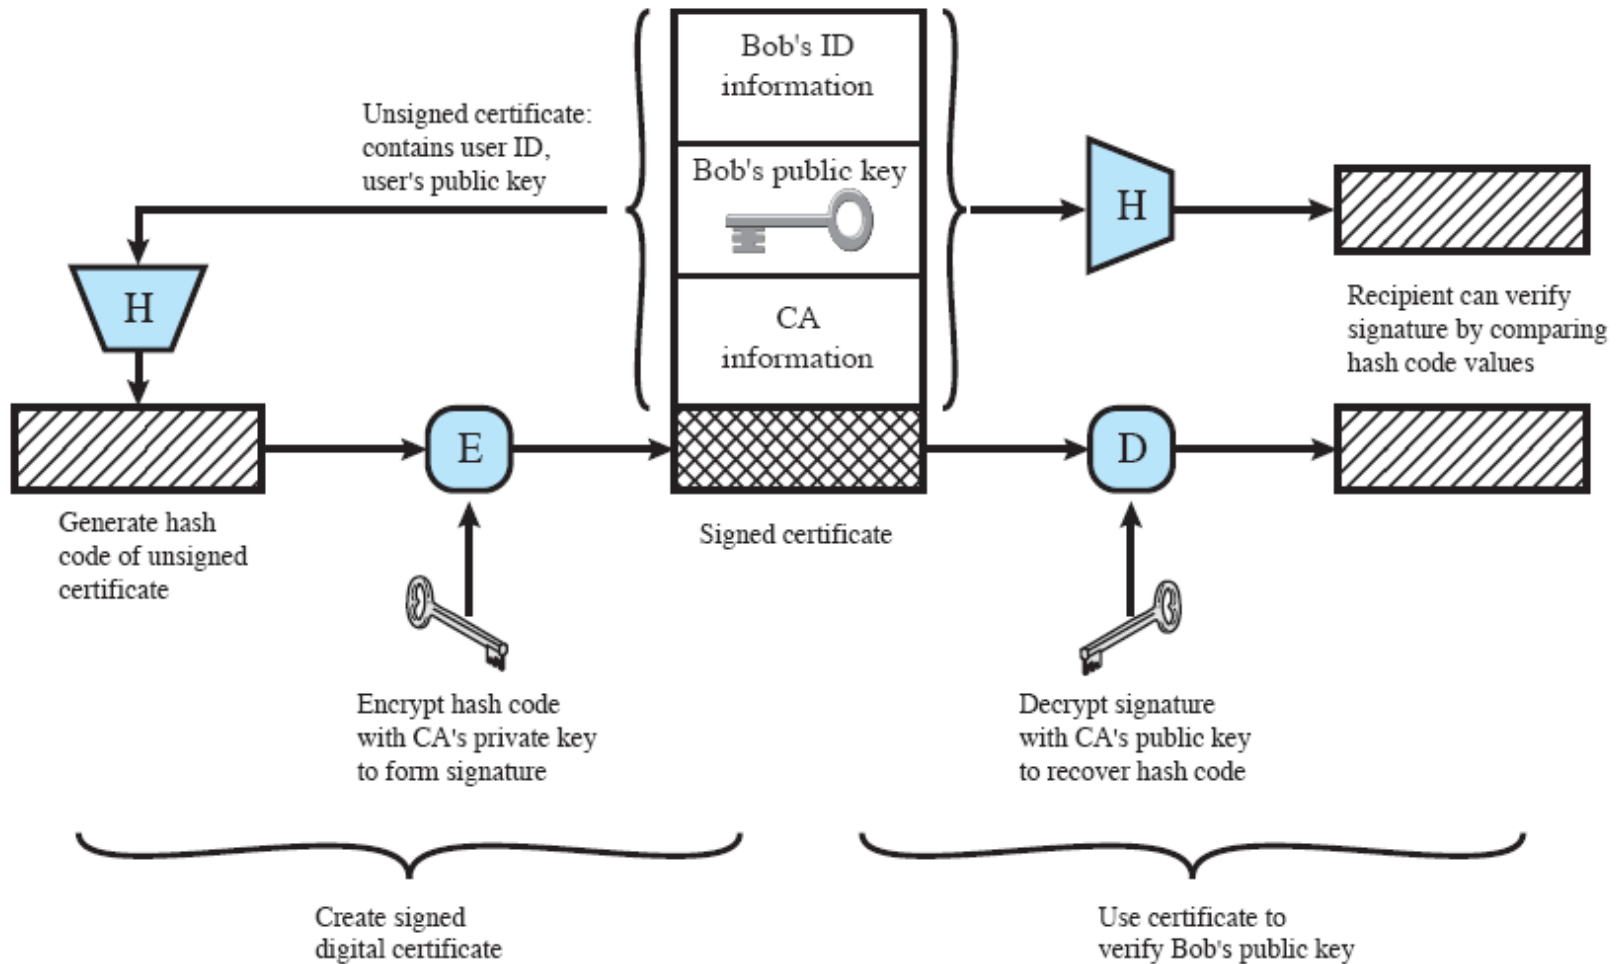 Bob's ID
information
Unsigned certificate:
contains user ID,
user's public key
Bob's public key
H
H
CA
information
Recipient can verify
signature by comparing
hash code values
E
D
Generate hash
code of unsigned
certificate
Signed certificate
Encrypt hash code
with CA's private key
to form signature
Decrypt signature
with CA's public key
to recover hash code
Create signed
digital certificate
Use certificate to
verify Bob's public key